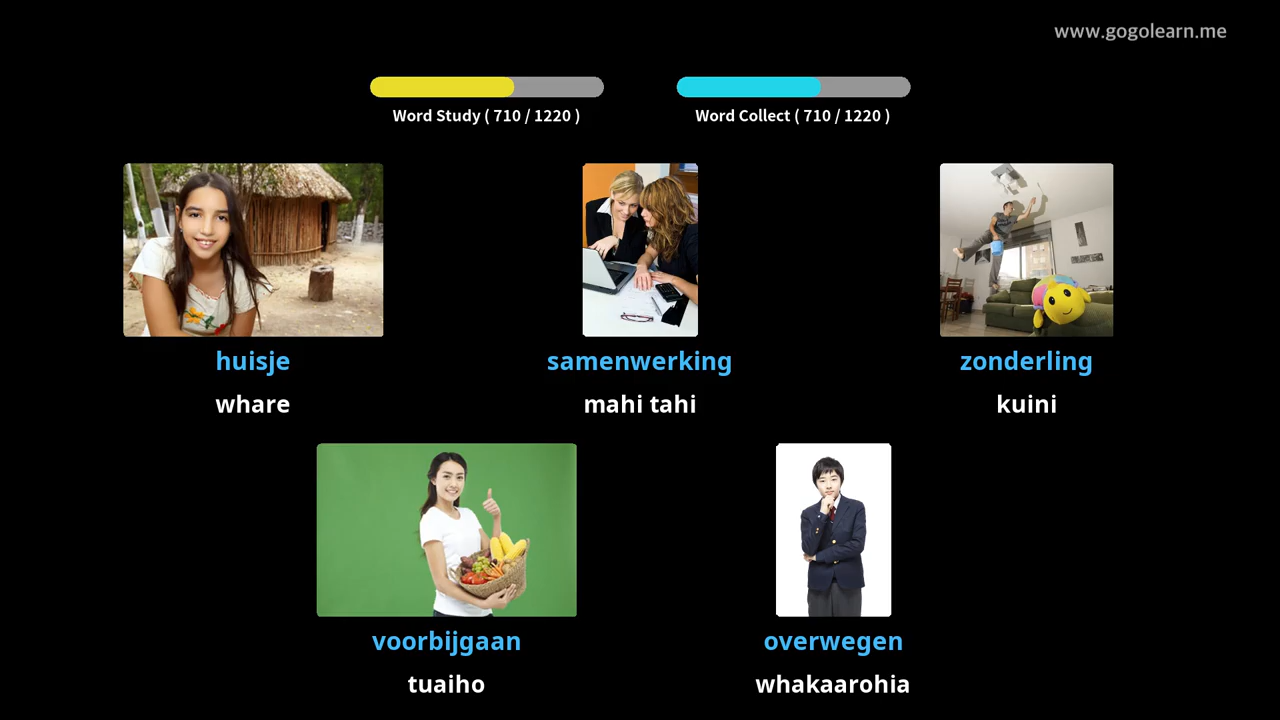 www.gogolearn.me
Word Study ( 710 / 1220 )
Word Collect ( 710 / 1220 )
huisje
whare
samenwerking
mahi tahi
zonderling
kuini
voorbijgaan
tuaiho
overwegen
whakaarohia